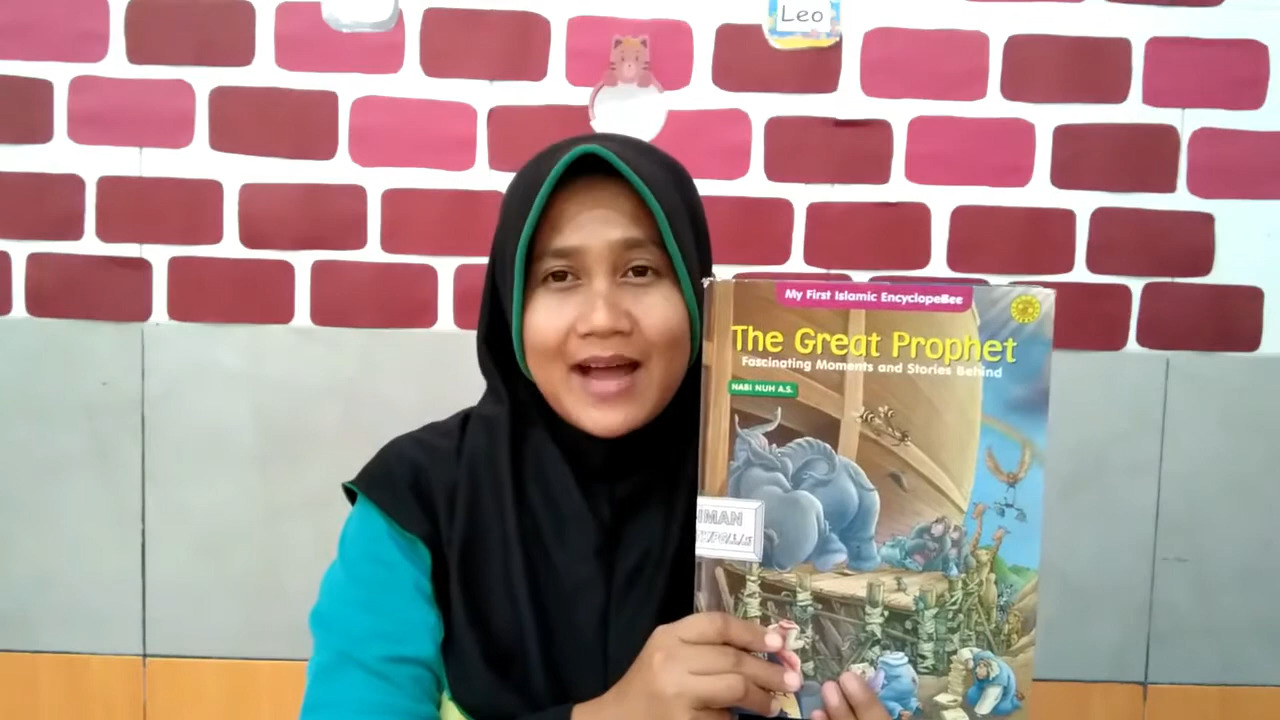 Leo
My First Islamic EncyclopeBee
The Great Prophet
Fascinating Moments and Stories Behind
NABI NUH A.S.
IMAN